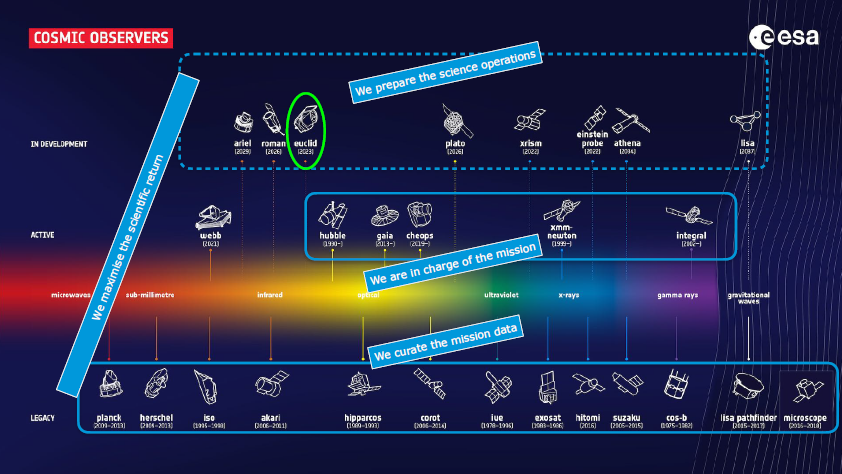 COSMIC OBSERVERS
esa
We prepare the science operations
We maximise the scientific return
IN DEVELOPMENT
ariel
(2029)
roman
(2026)
euclid
(2023)
plato
(2026)
xrism
(2022)
einstein
probe
(2022)
athena
(2034)
lisa
(2037)
ACTIVE
webb
(2021)
hubble
(1990–)
gaia
(2013–)
cheops
(2019–)
xmm-
newton
(1999–)
integral
(2002–)
We are in charge of the mission
microwaves
sub-millimetre
infrared
optical
ultraviolet
x-rays
gamma rays
gravitational
waves
We curate the mission data
LEGACY
planck
(2009–2013)
herschel
(2009–2013)
iso
(1995–1998)
akari
(2006–2011)
hipparcos
(1989–1993)
corot
(2006–2014)
iue
(1978–1996)
exosat
(1983–1986)
hitomi
(2016)
suzaku
(2005–2015)
cos-b
(1975–1982)
lisa pathfinder
(2015–2017)
microscope
(2016–2018)